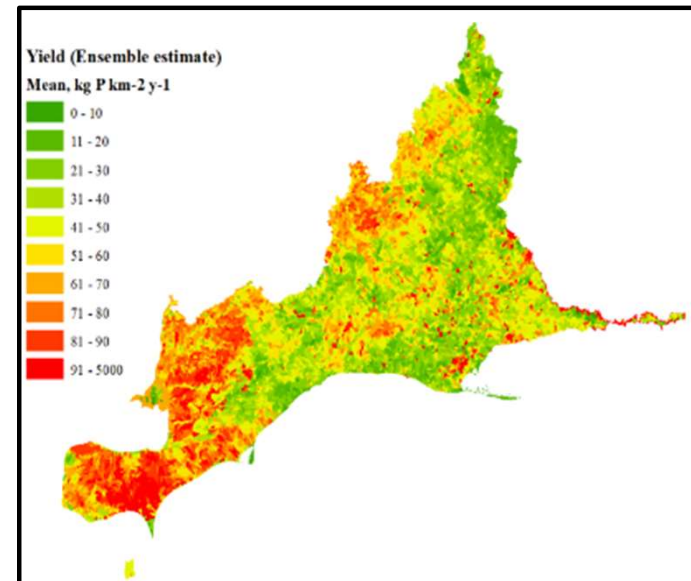 Yield (Ensemble estimate)
Mean, kg P km-2 y-1
0 - 10
11 - 20
21 - 30
31 - 40
41 - 50
51 - 60
61 - 70
71 - 80
81 - 90
91 - 5000